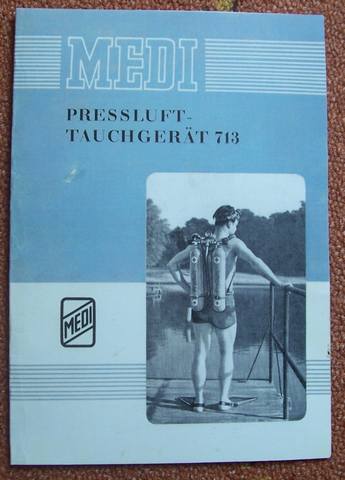 MEDI
PRESSLUFT-
TAUCHGERÄT 713
MEDI